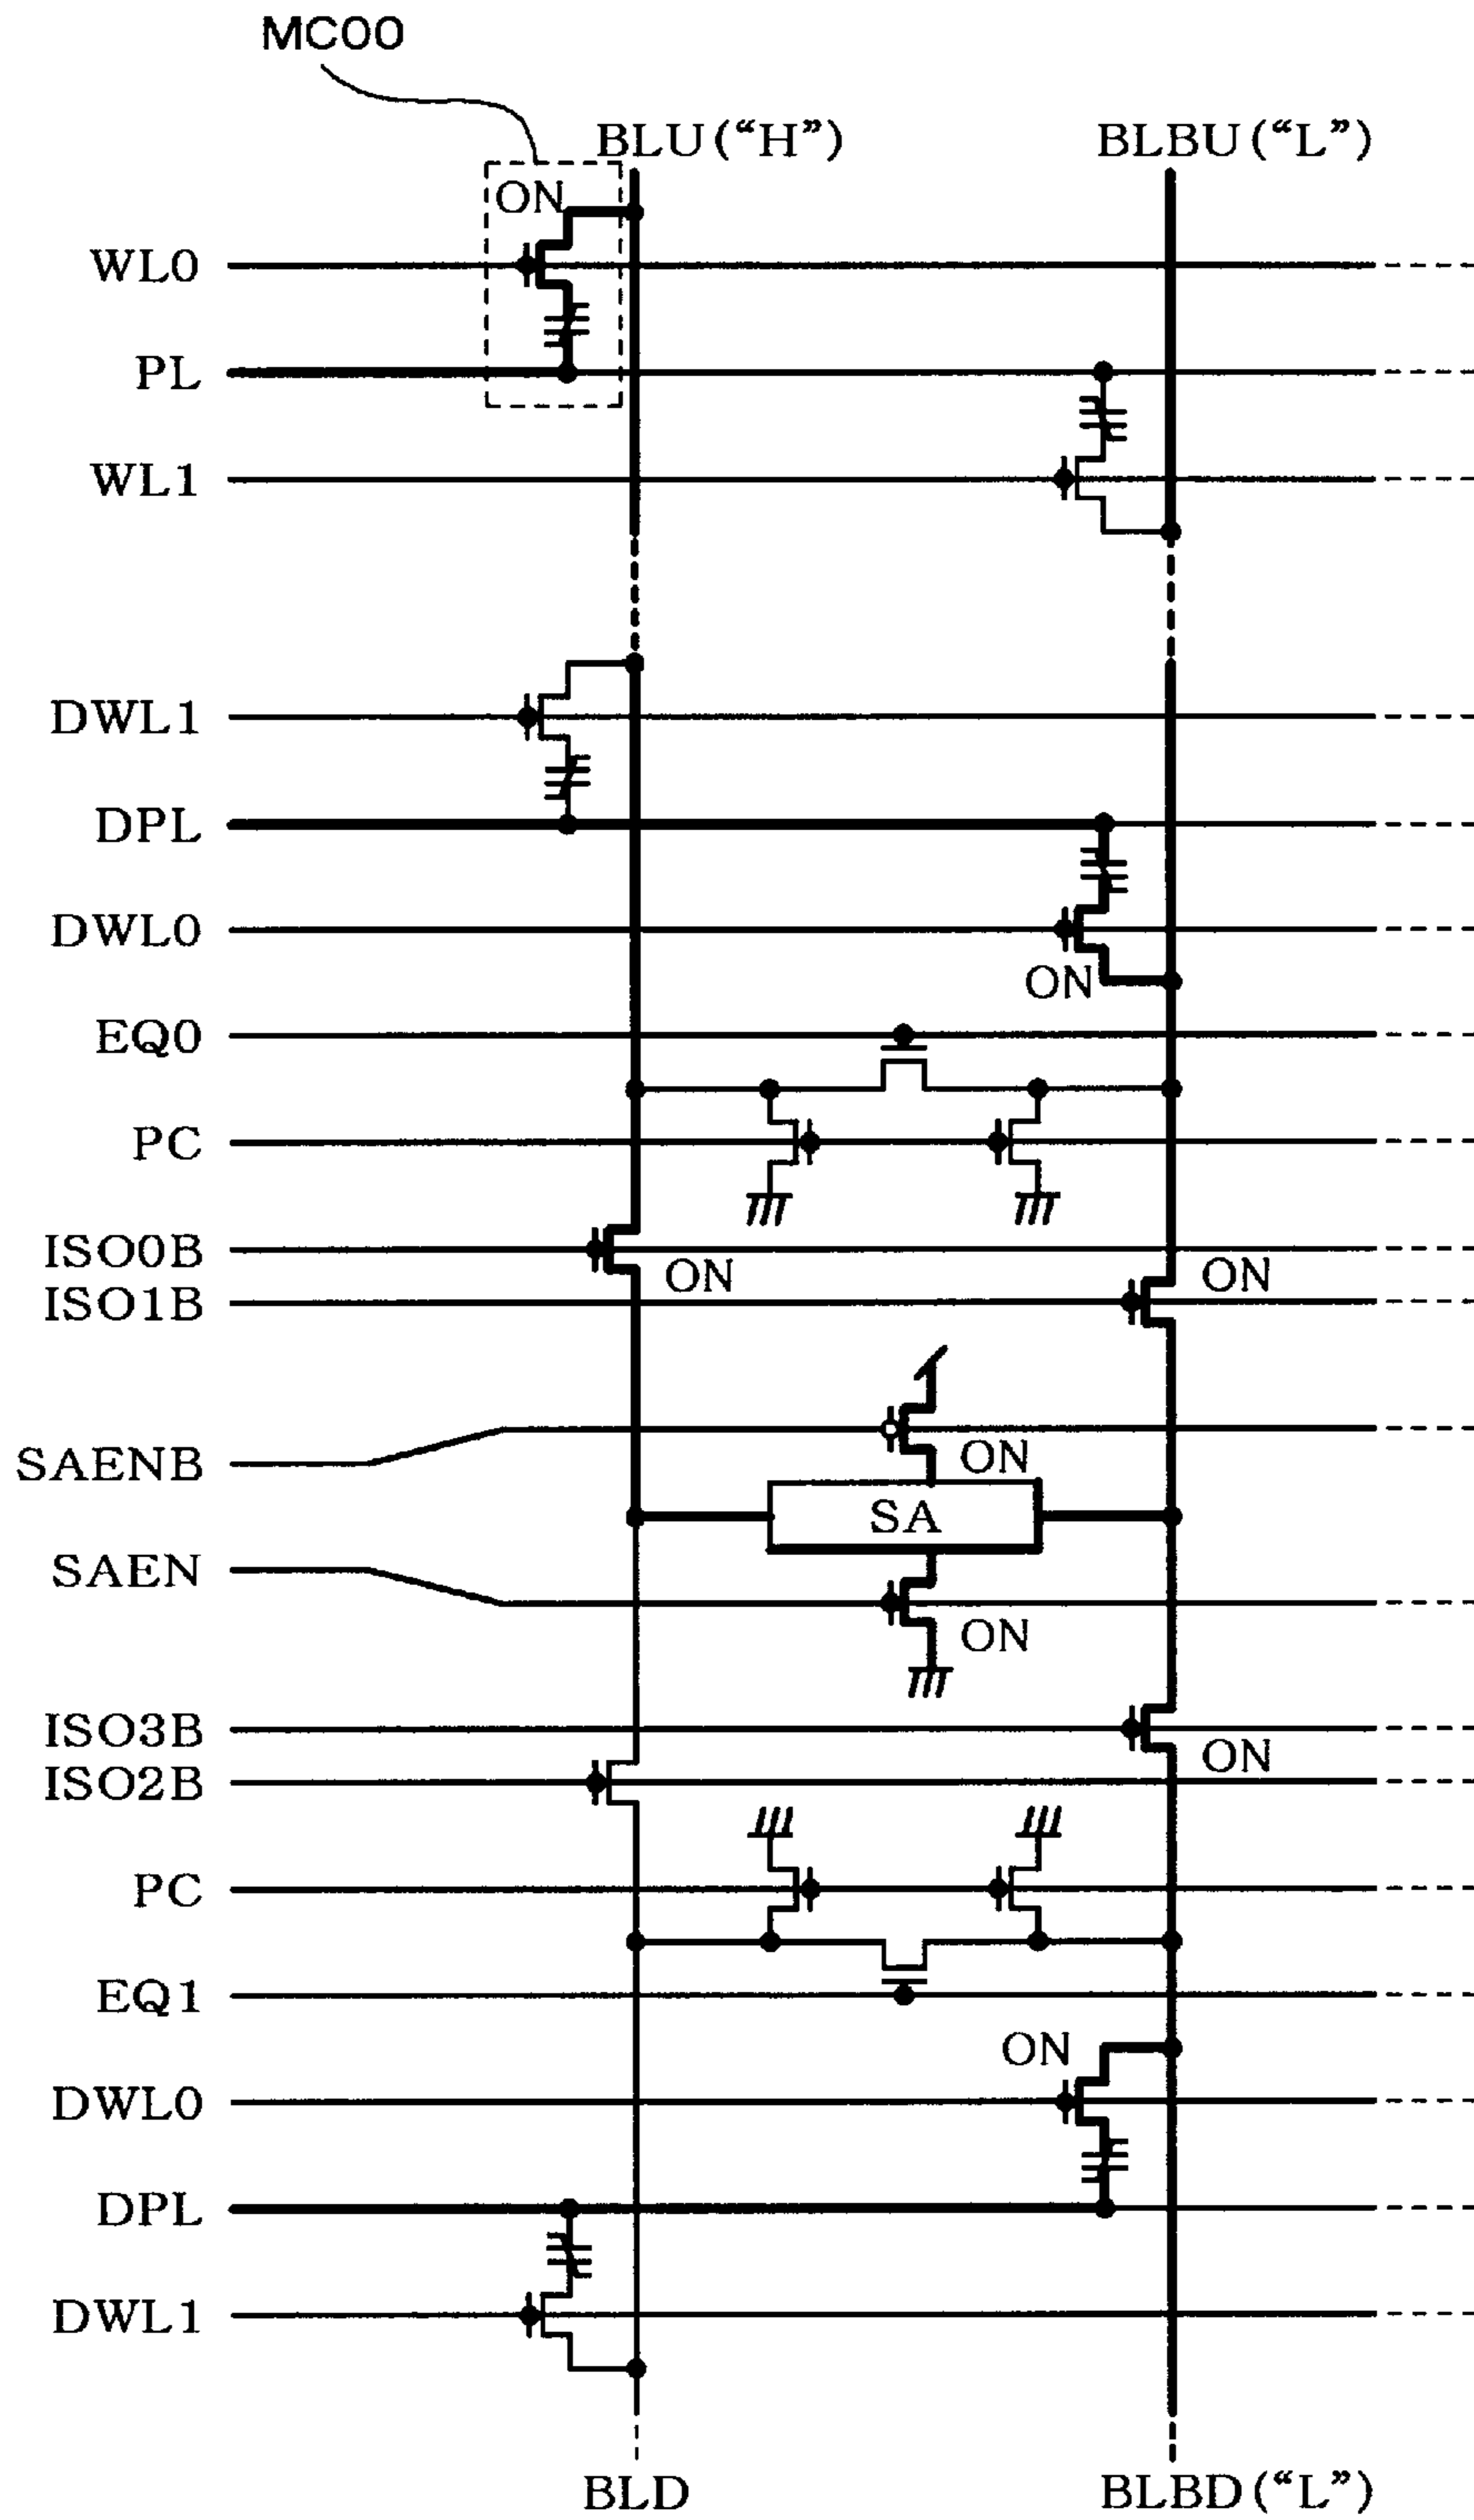 MC00
BLU("H") BLBU("L")
ON
WL0
PL
WL1
DWL1
DPL
DWL0
ON
EQ0
PC
ISO0B
ON ON
ISO1B
SAENB
ON
SA
SAEN
ON
ISO3B
ON
ISO2B
PC
EQ1
ON
DWL0
DPL
DWL1
BLD BLBD("L")